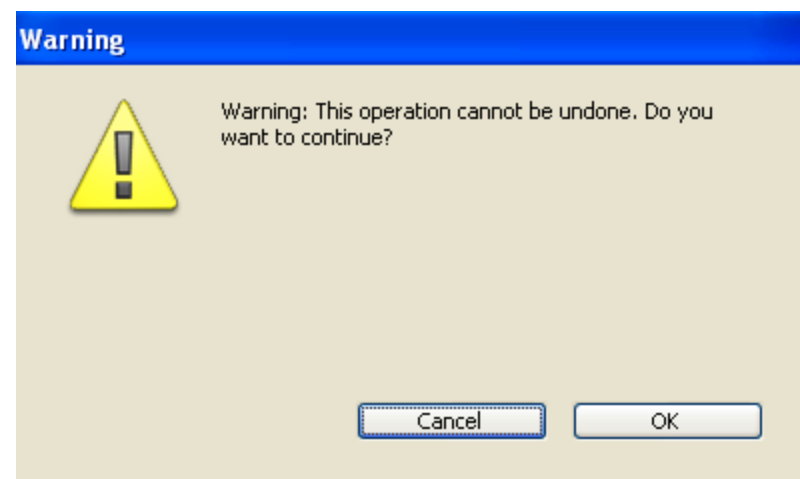 Warning
Warning: This operation cannot be undone. Do you
want to continue?
Cancel
OK